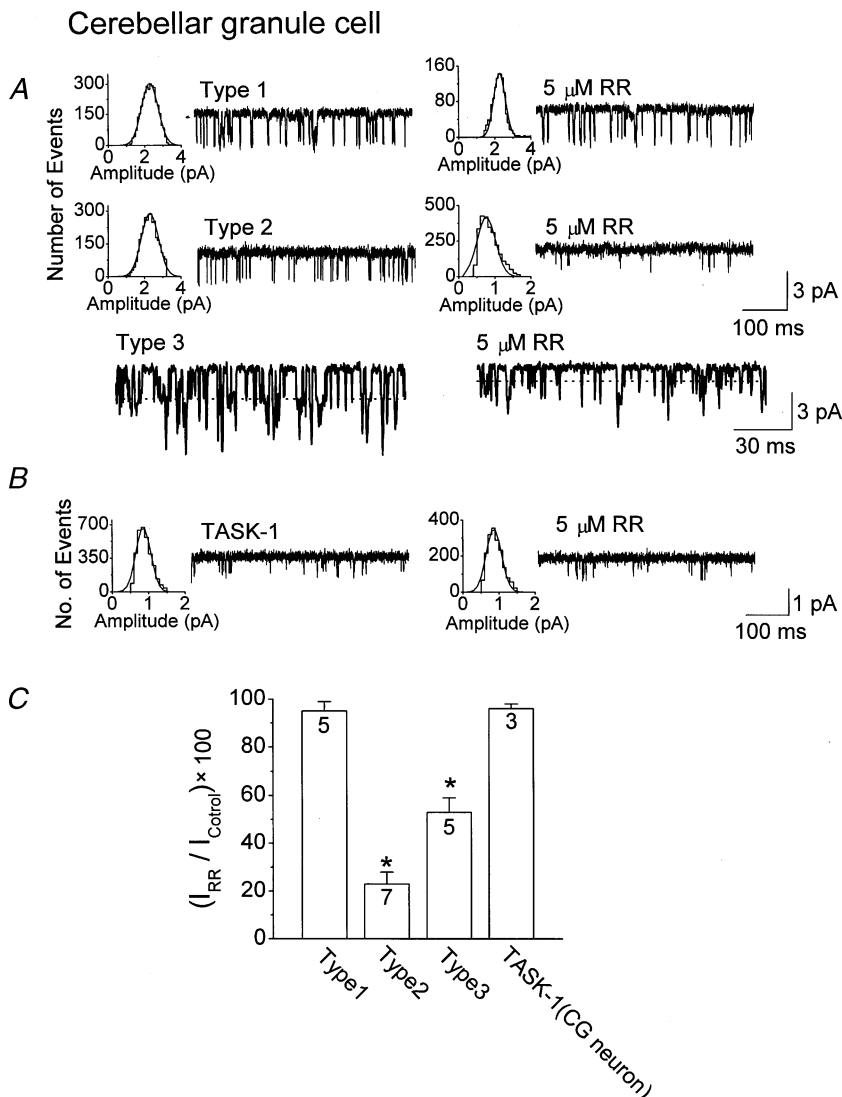 Cerebellar granule cell
A
Number of Events
300
150
0
0 2 4
Amplitude (pA)
Type 1
160
80
0
0 2 4
Amplitude (pA)
5 μM RR
300
150
0
0 2 4
Amplitude (pA)
Type 2
500
250
0
0 1 2
Amplitude (pA)
5 μM RR
3 pA
100 ms
Type 3
5 μM RR
3 pA
30 ms
B
No. of Events
700
350
0
0 1 2
Amplitude (pA)
TASK-1
400
200
0
0 1 2
Amplitude (pA)
5 μM RR
1 pA
100 ms
C
(I_RR / I_Cotrol) × 100
100
80
60
40
20
0
5
*
7
*
5
3
Type1
Type2
Type3
TASK-1(CG neuron)